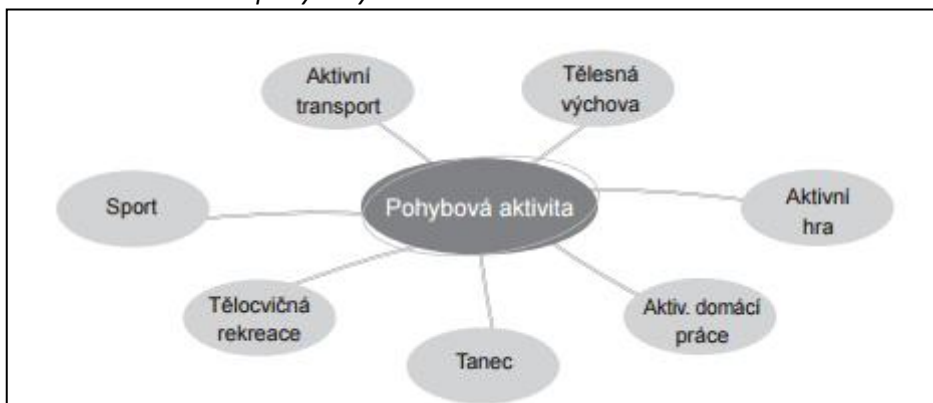 Aktivní
transport
Tělesná
výchova
Sport
Pohybová aktivita
Aktivní
hra
Tělocvičná
rekreace
Tanec
Aktiv. domácí
práce